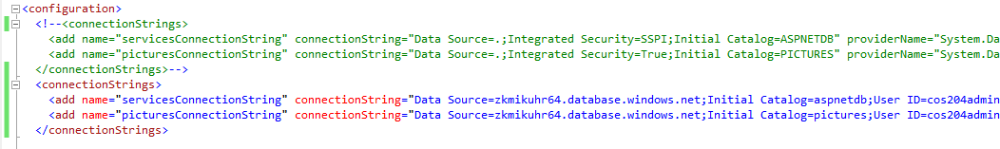 <configuration>
<!--<connectionStrings>
<add name="servicesConnectionString" connectionString="Data Source=.;Integrated Security=SSPI;Initial Catalog=ASPNETDB" providerName="System.Da
<add name="picturesConnectionString" connectionString="Data Source=.;Integrated Security=True;Initial Catalog=PICTURES" providerName="System.Da
</connectionStrings>-->
<connectionStrings>
<add name="servicesConnectionString" connectionString="Data Source=zkmikuhr64.database.windows.net;Initial Catalog=aspnetdb;User ID=cos204admin
<add name="picturesConnectionString" connectionString="Data Source=zkmikuhr64.database.windows.net;Initial Catalog=pictures;User ID=cos204admin
</connectionStrings>